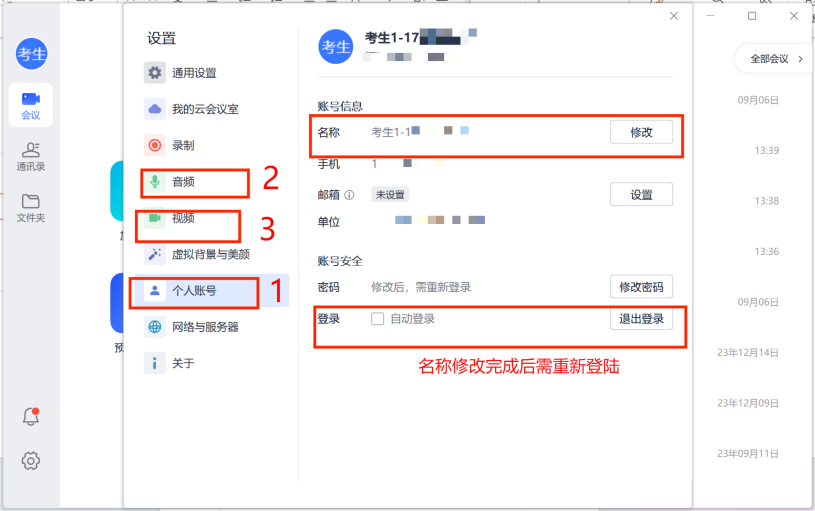 考生
会议
通讯录
文件夹
设置
通用设置
我的云会议室
录制
音频
2
视频
3
虚拟背景与美颜
个人账号
1
网络与服务器
关于
考生
考生1-17
账号信息
名称
考生1-1
修改
手机
1
邮箱
未设置
设置
单位
账号安全
密码
修改后，需重新登录
修改密码
登录
自动登录
退出登录
名称修改完成后需重新登陆
全部会议
09月06日
13:39
13:38
13:36
09月06日
23年12月14日
23年12月09日
23年09月11日